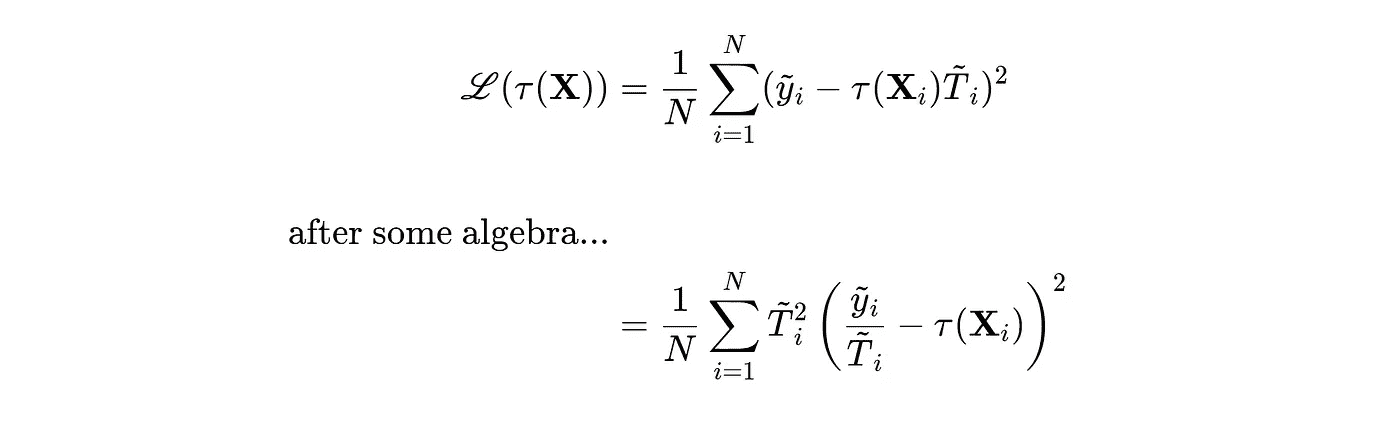 $\mathscr{L}(\tau(\mathbf{X})) = \frac{1}{N} \sum_{i=1}^{N} (\tilde{y}_i - \tau(\mathbf{X}_i)\tilde{T}_i)^2$
after some algebra...
$= \frac{1}{N} \sum_{i=1}^{N} \tilde{T}_i^2 \left( \frac{\tilde{y}_i}{\tilde{T}_i} - \tau(\mathbf{X}_i) \right)^2$